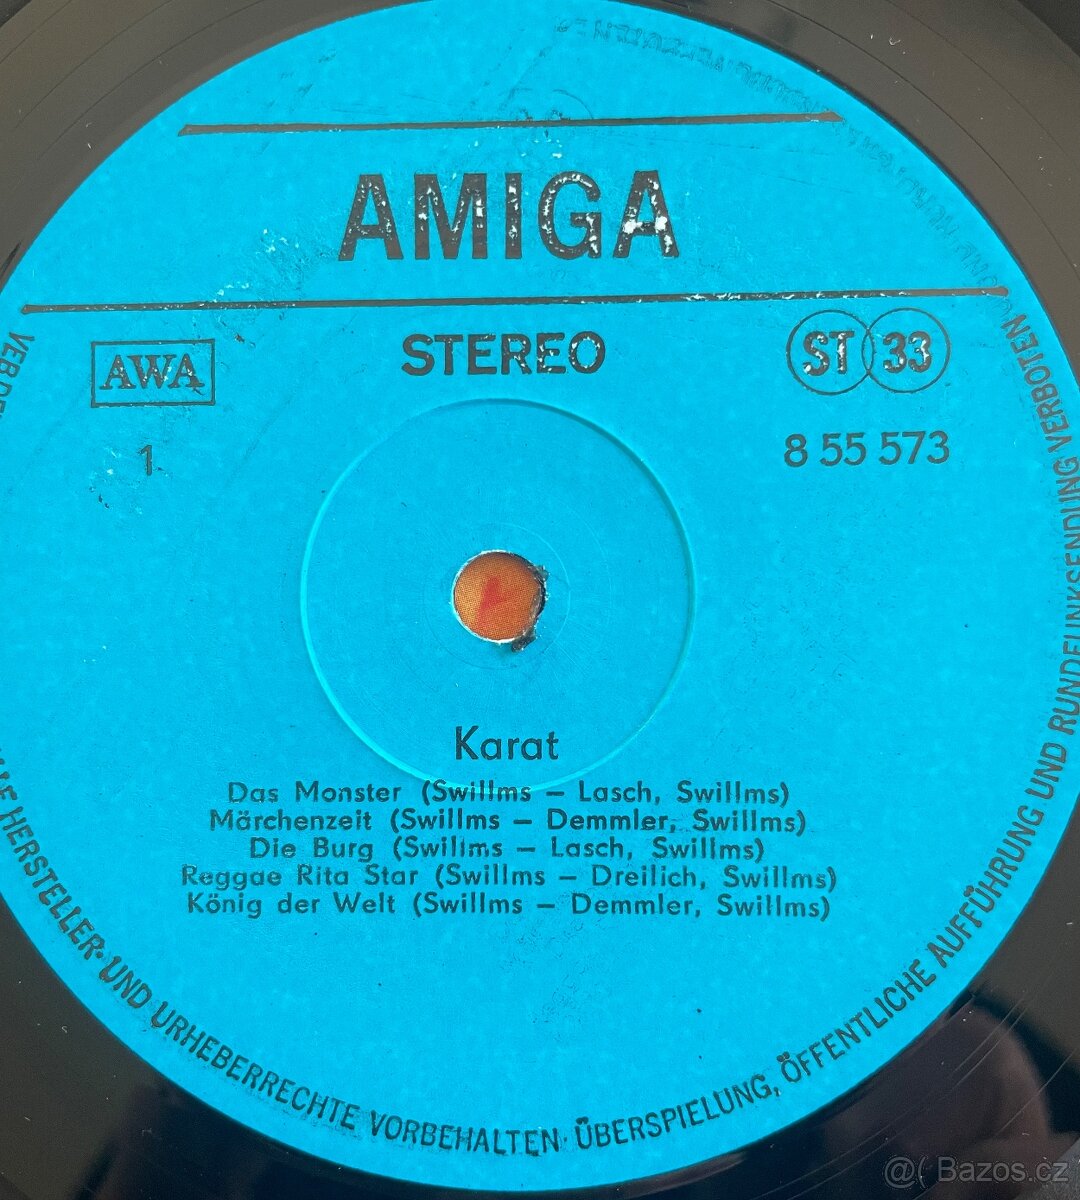 AMIGA
AWA
STEREO
ST 33
1
8 55 573
Karat
Das Monster (Swillms – Lasch, Swillms)
Märchenzeit (Swillms – Demmler, Swillms)
Die Burg (Swillms – Lasch, Swillms)
Reggae Rita Star (Swillms – Dreilich, Swillms)
König der Welt (Swillms – Demmler, Swillms)
VEB DE
HERSTELLER- UND URHEBERRECHTE VORBEHALTEN· ÜBERSPIELUNG, ÖFFENTLICHE AUFFÜHRUNG UND RUNDFUNKSENDUNG VERBOTEN
@( Bazos.cz